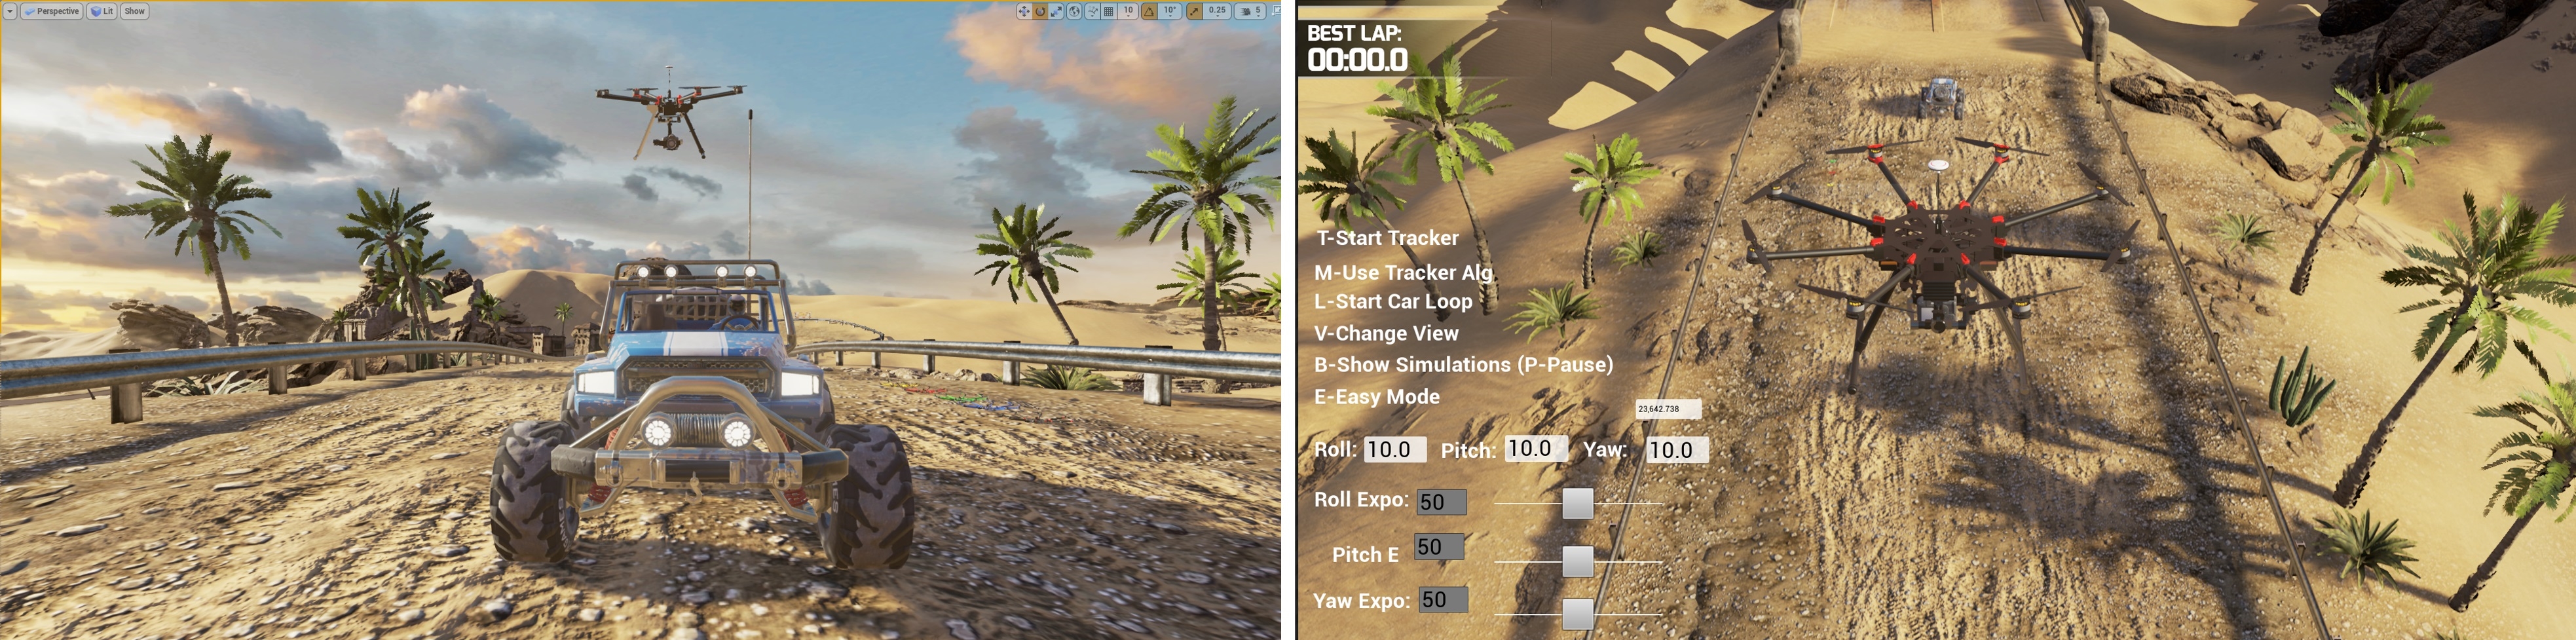 Perspective Lit Show 10 10° 0.25 5
BEST LAP:
00:00.0
T-Start Tracker
M-Use Tracker Alg
L-Start Car Loop
V-Change View
B-Show Simulations (P-Pause)
E-Easy Mode
23,642.738
Roll: 10.0 Pitch: 10.0 Yaw: 10.0
Roll Expo: 50
Pitch E 50
Yaw Expo: 50